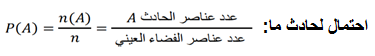 احتمال لحادث ما: P(A) = n(A)/n = عدد عناصر الحادث A / عدد عناصر الفضاء العيني